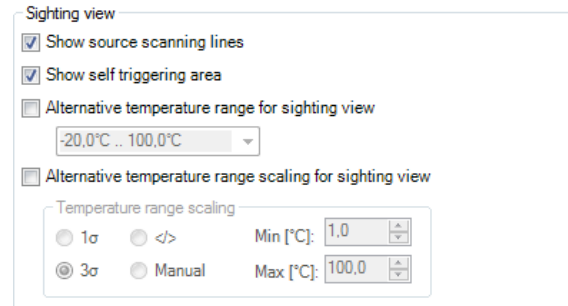 Sighting view
Show source scanning lines
Show self triggering area
Alternative temperature range for sighting view
-20,0°C .. 100,0°C
Alternative temperature range scaling for sighting view
Temperature range scaling
1σ </> Min [°C]: 1,0
3σ Manual Max [°C]: 100,0